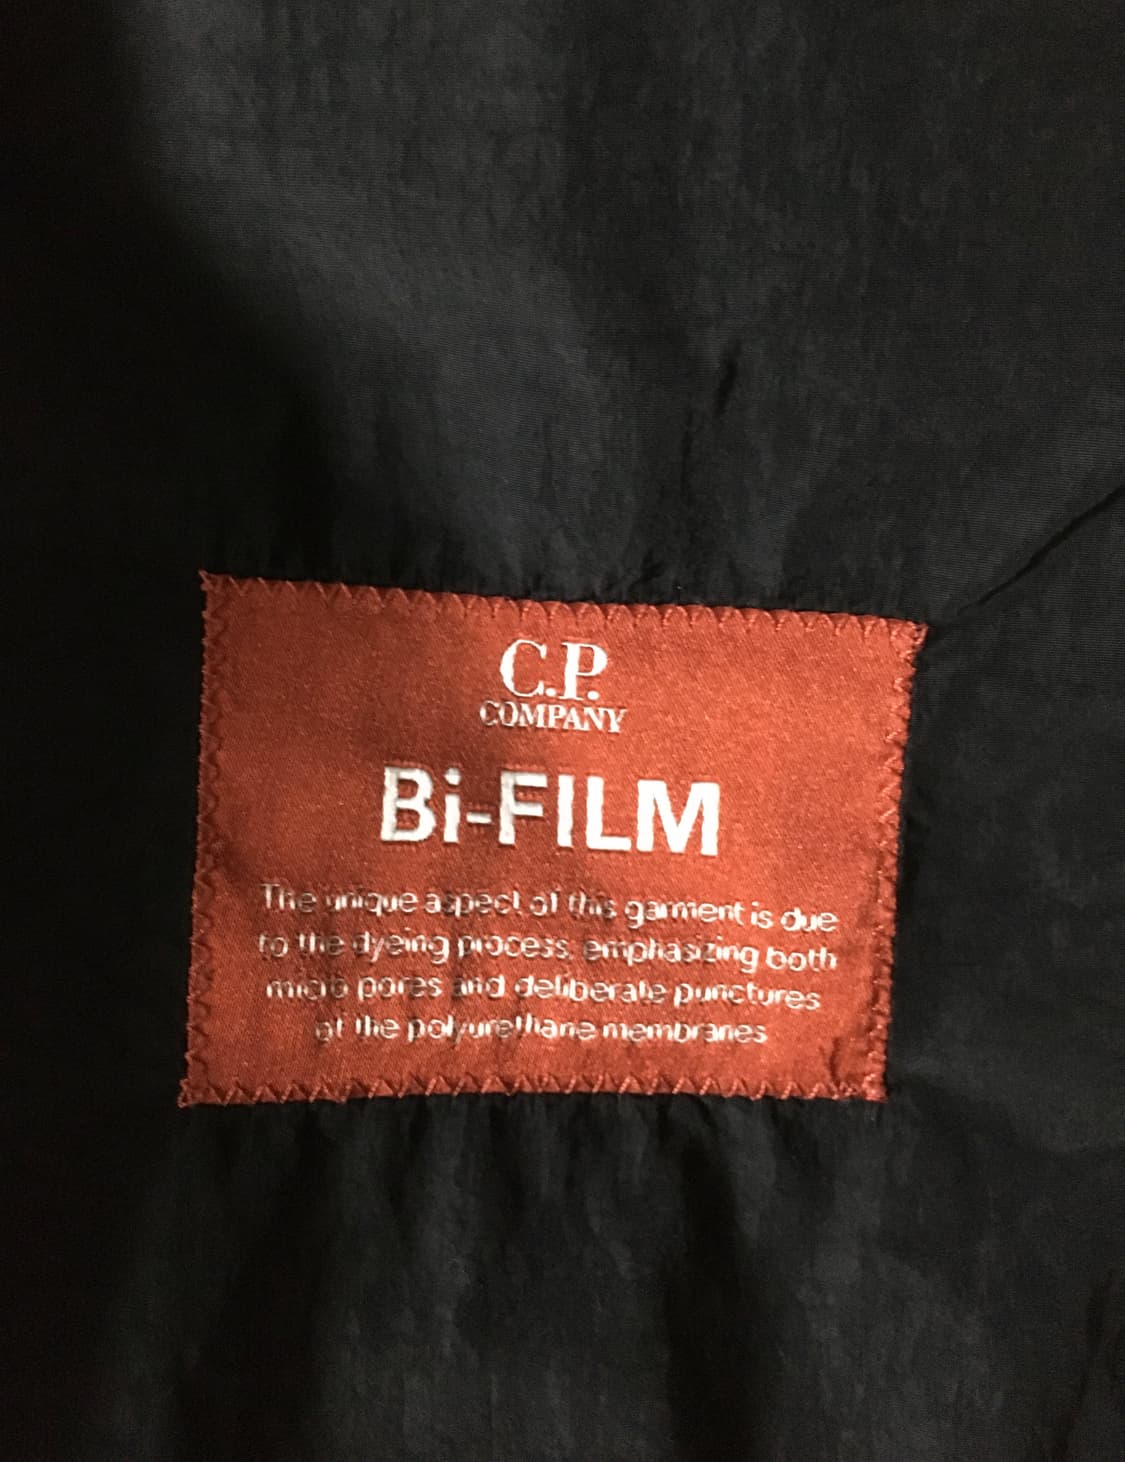 C.P.
COMPANY
Bi-FILM
The unique aspect of this garment is due
to the dyeing process, emphasizing both
micro pores and deliberate punctures
of the polyurethane membranes